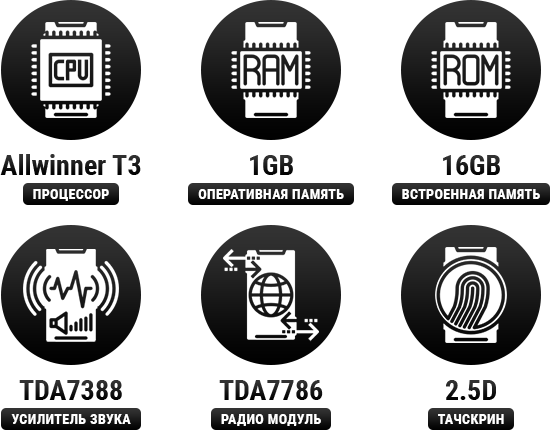 CPU
RAM
ROM
Allwinner T3
1GB
16GB
ПРОЦЕССОР
ОПЕРАТИВНАЯ ПАМЯТЬ
ВСТРОЕННАЯ ПАМЯТЬ
TDA7388
TDA7786
2.5D
УСИЛИТЕЛЬ ЗВУКА
РАДИО МОДУЛЬ
ТАЧСКРИН